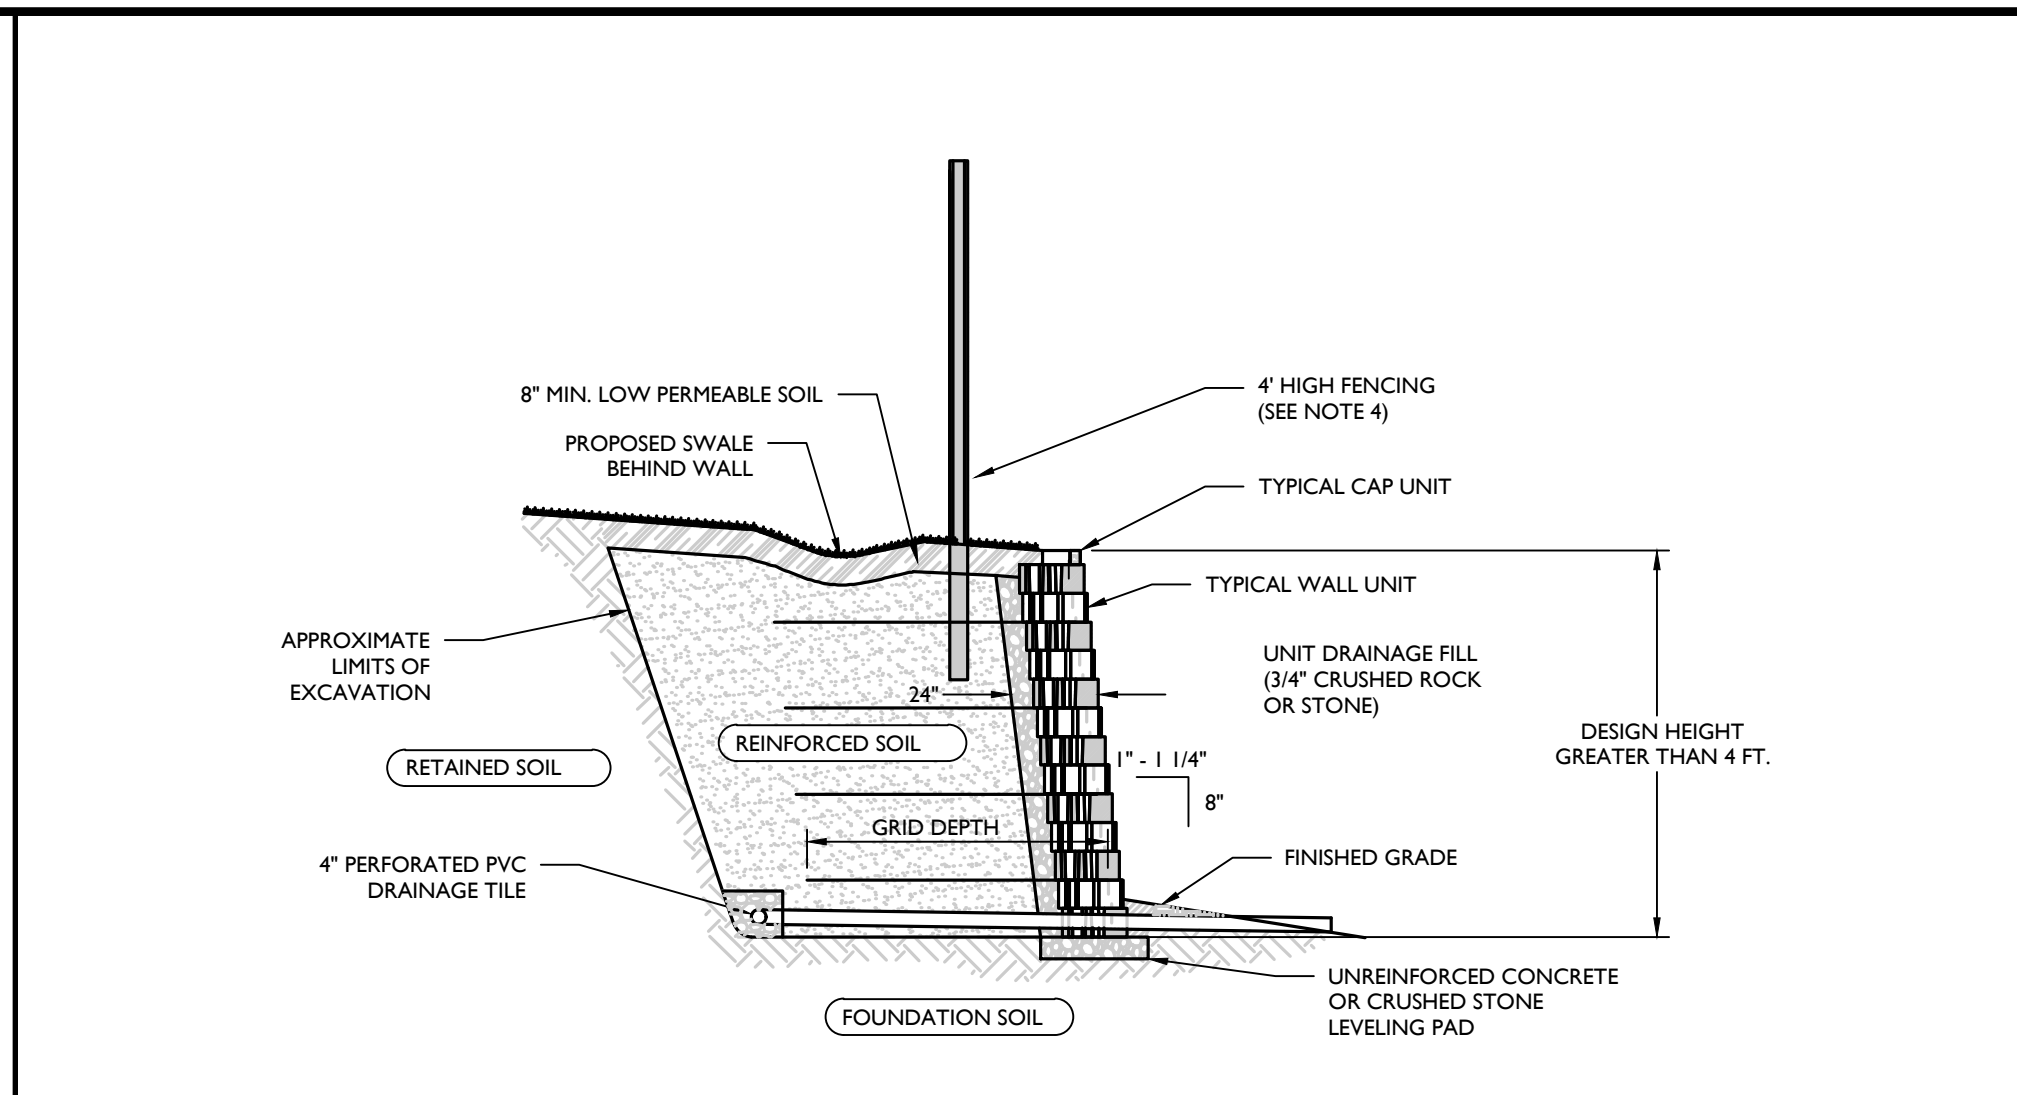 8" MIN. LOW PERMEABLE SOIL
PROPOSED SWALE
BEHIND WALL
4' HIGH FENCING
(SEE NOTE 4)
TYPICAL CAP UNIT
TYPICAL WALL UNIT
APPROXIMATE
LIMITS OF
EXCAVATION
UNIT DRAINAGE FILL
(3/4" CRUSHED ROCK
OR STONE)
24"
REINFORCED SOIL
RETAINED SOIL
1" - 1 1/4"
8"
DESIGN HEIGHT
GREATER THAN 4 FT.
GRID DEPTH
4" PERFORATED PVC
DRAINAGE TILE
FINISHED GRADE
UNREINFORCED CONCRETE
OR CRUSHED STONE
LEVELING PAD
FOUNDATION SOIL